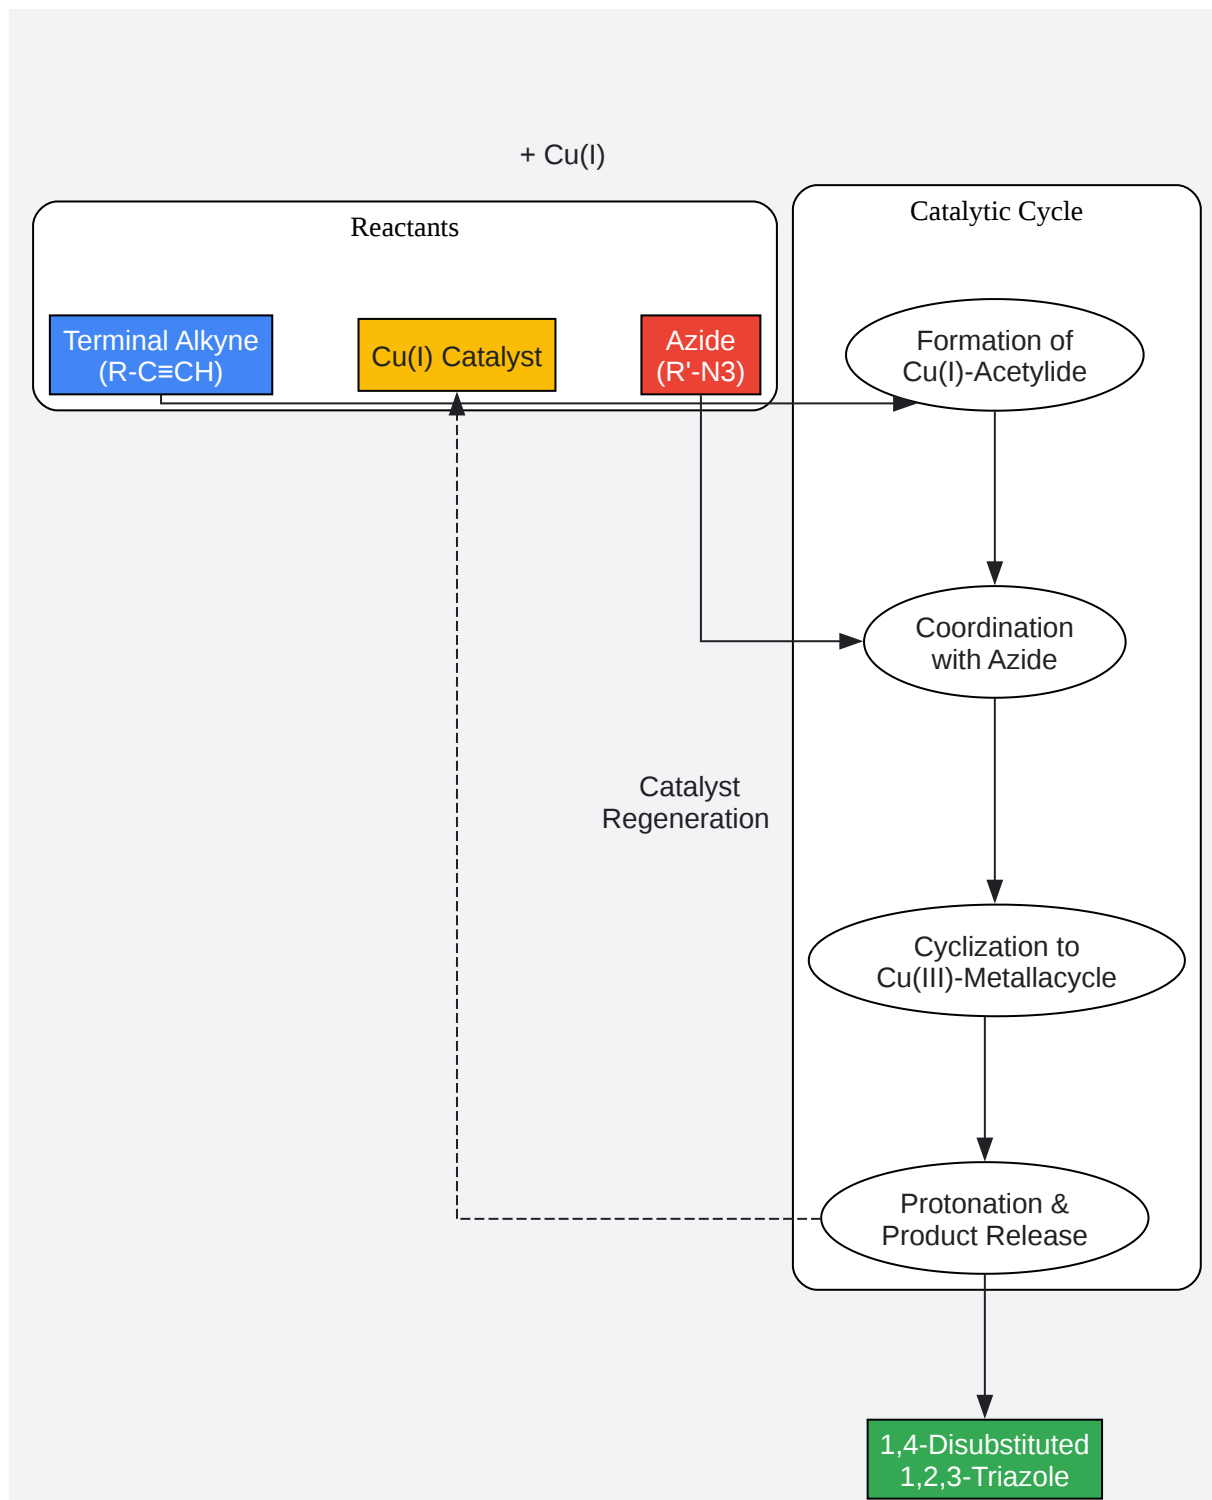 + Cu(I)
Reactants
Catalytic Cycle
Terminal Alkyne
(R-C≡CH)
Cu(I) Catalyst
Azide
(R'-N3)
Formation of
Cu(I)-Acetylide
Coordination
with Azide
Catalyst
Regeneration
Cyclization to
Cu(III)-Metallacycle
Protonation &
Product Release
1,4-Disubstituted
1,2,3-Triazole